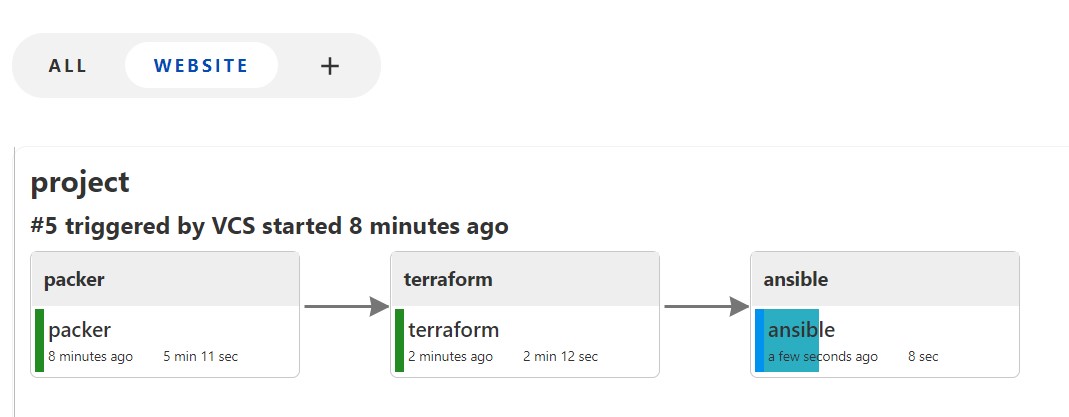 ALL WEBSITE +
project
#5 triggered by VCS started 8 minutes ago
packer terraform ansible
packer terraform ansible
8 minutes ago 5 min 11 sec 2 minutes ago 2 min 12 sec a few seconds ago 8 sec